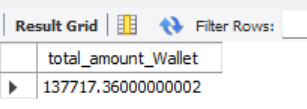 Result Grid Filter Rows:
total_amount_Wallet
137717.36000000002